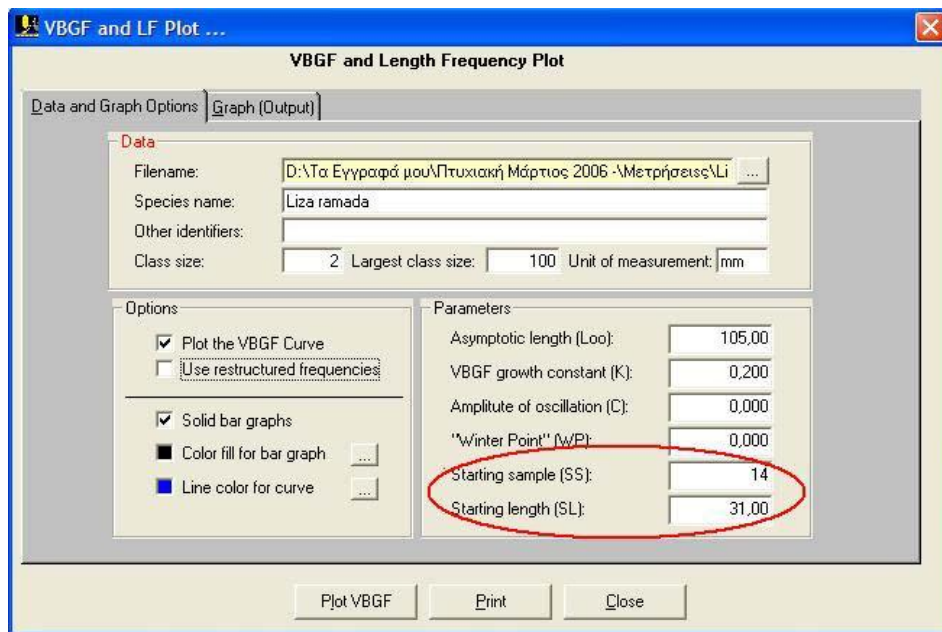 VBGF and LF Plot ...
VBGF and Length Frequency Plot
Data and Graph Options
Graph (Output)
Data
Filename: D:\Τα Εγγραφά μου\Πτυχιακή Μάρτιος 2006 -\Μετρήσειςς\Li ...
Species name: Liza ramada
Other identifiers:
Class size: 2 Largest class size: 100 Unit of measurement: mm
Options
Plot the VBGF Curve
Use restructured frequencies
Solid bar graphs
Color fill for bar graph ...
Line color for curve ...
Parameters
Asymptotic length (Loo): 105,00
VBGF growth constant (K): 0,200
Amplitute of oscillation (C): 0,000
"Winter Point" (WP): 0,000
Starting sample (SS): 14
Starting length (SL): 31,00
Plot VBGF
Print
Close